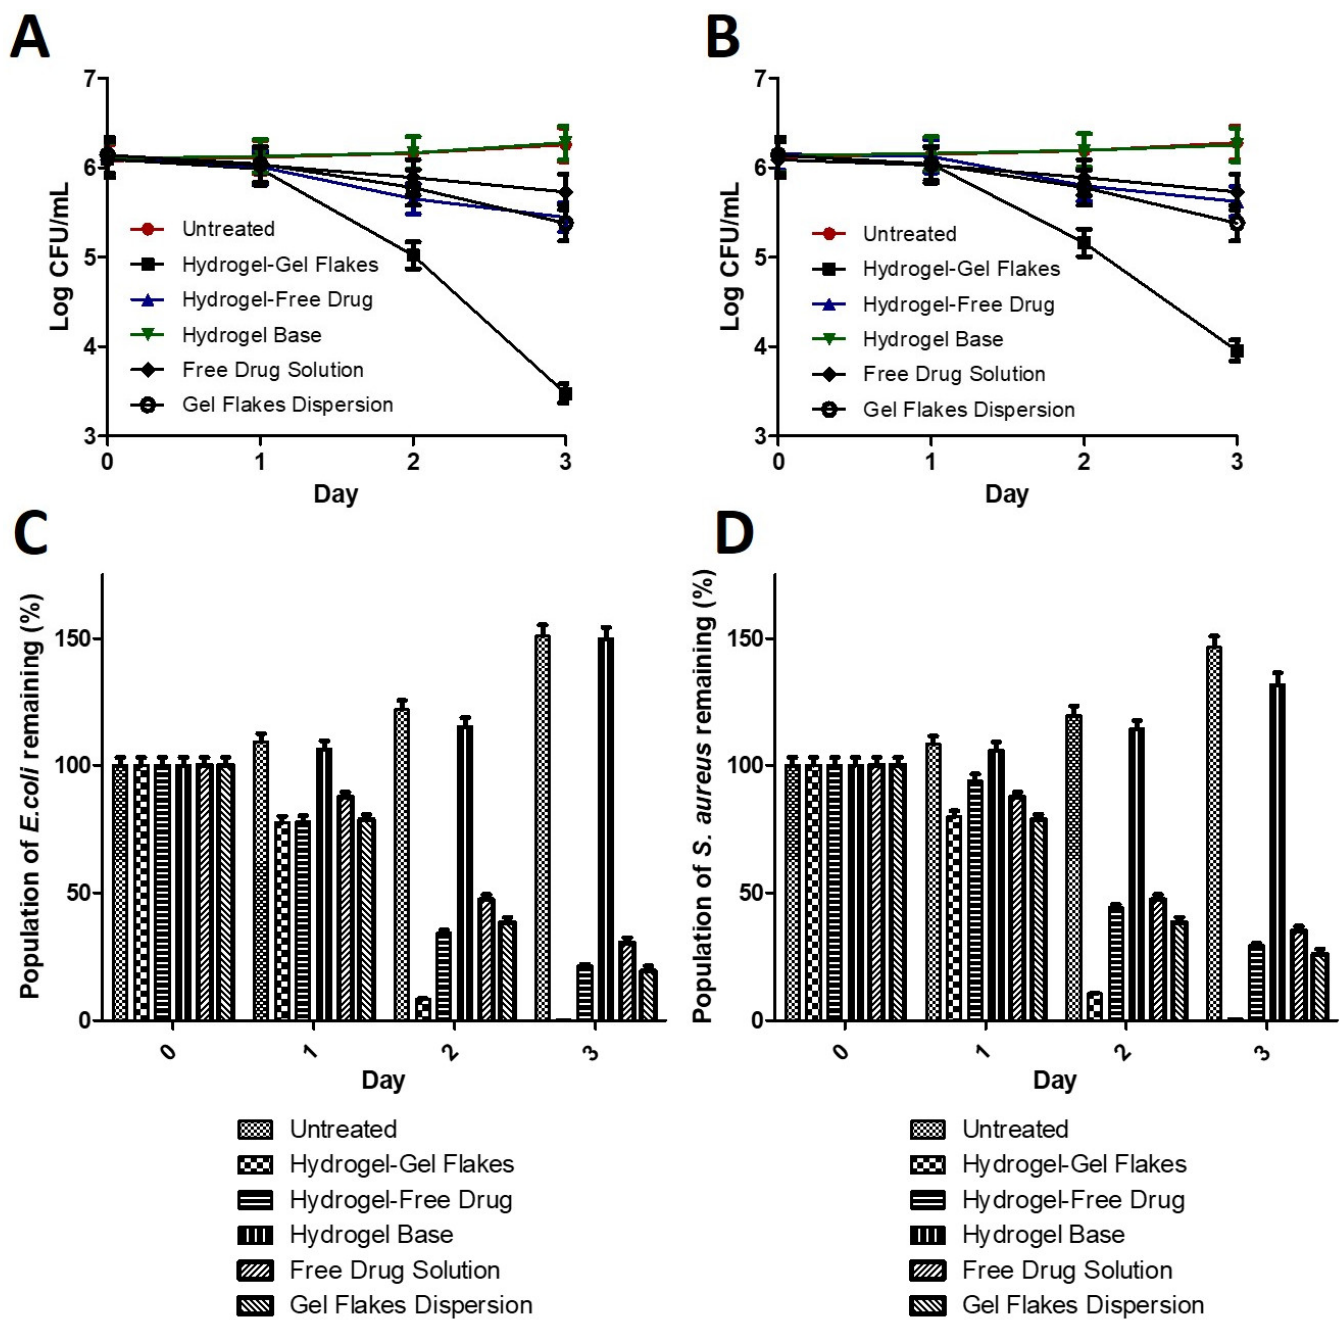 A
7
6
5
4
3
Log CFU/mL
Untreated
Hydrogel-Gel Flakes
Hydrogel-Free Drug
Hydrogel Base
Free Drug Solution
Gel Flakes Dispersion
0 1 2 3
Day
B
7
6
5
4
3
Log CFU/mL
Untreated
Hydrogel-Gel Flakes
Hydrogel-Free Drug
Hydrogel Base
Free Drug Solution
Gel Flakes Dispersion
0 1 2 3
Day
C
Population of E.coli remaining (%)
150
100
50
0
0 1 2 3
Day
Untreated
Hydrogel-Gel Flakes
Hydrogel-Free Drug
Hydrogel Base
Free Drug Solution
Gel Flakes Dispersion
D
Population of S. aureus remaining (%)
150
100
50
0
0 1 2 3
Day
Untreated
Hydrogel-Gel Flakes
Hydrogel-Free Drug
Hydrogel Base
Free Drug Solution
Gel Flakes Dispersion